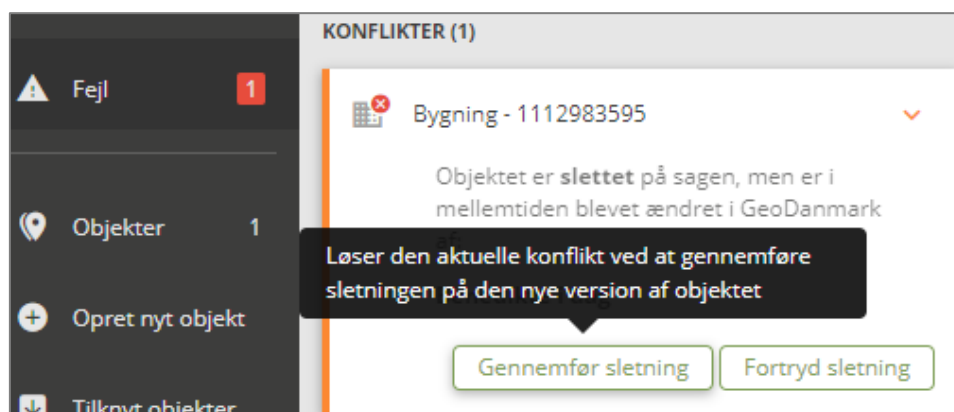 KONFLIKTER (1)
Fejl 1
Bygning - 1112983595
Objektet er slettet på sagen, men er i
mellemtiden blevet ændret i GeoDanmark
Objekter 1
Løser den aktuelle konflikt ved at gennemføre
sletningen på den nye version af objektet
Opret nyt objekt
Gennemfør sletning
Fortryd sletning
Tilknyt objekter